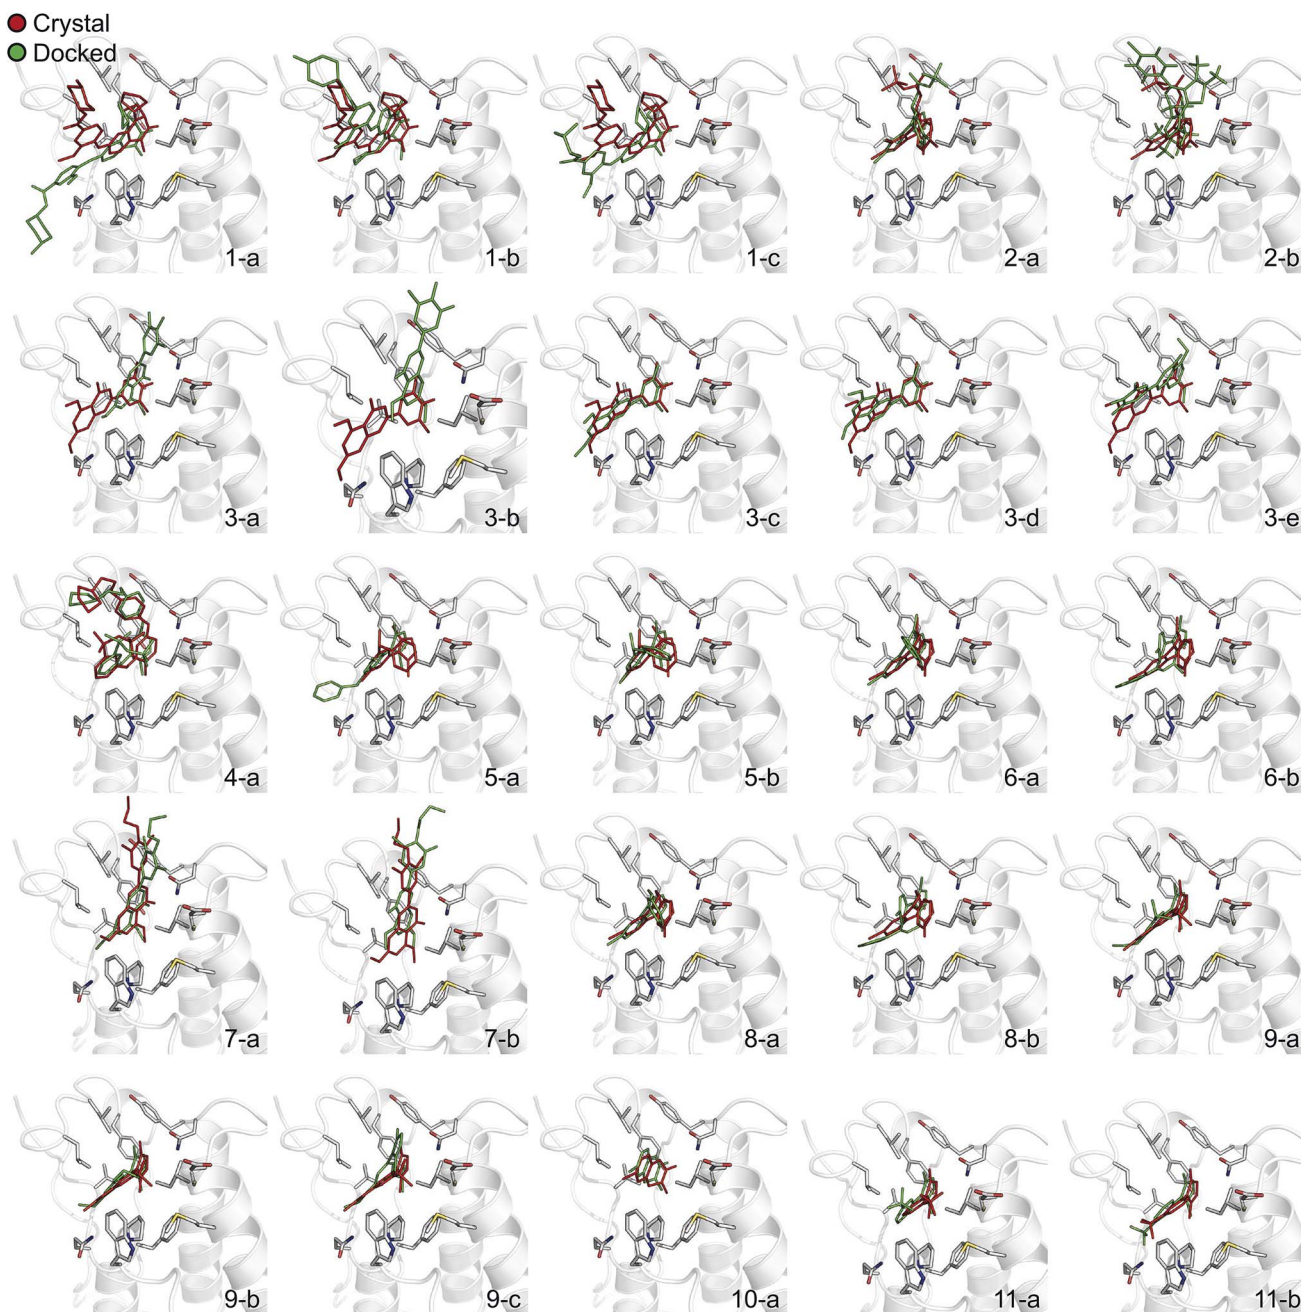 Crystal
Docked
1-a
1-b
1-c
2-a
2-b
3-a
3-b
3-c
3-d
3-e
4-a
5-a
5-b
6-a
6-b
7-a
7-b
8-a
8-b
9-a
9-b
9-c
10-a
11-a
11-b